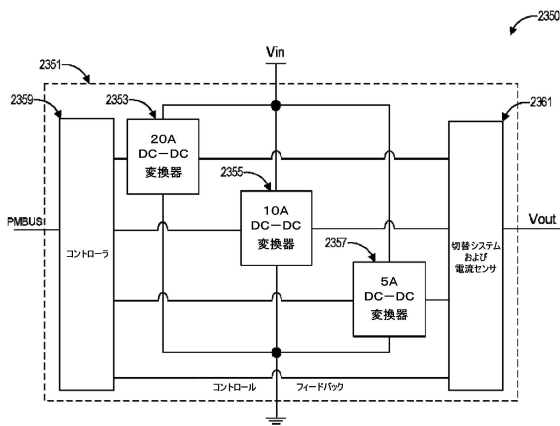 2350
Vin
2351
2359
2353
2361
20A
DC-DC
変換器
2355
10A
DC-DC
変換器
PMBUS
コントローラ
2357
Vout
切替システム
および
電流センサ
5A
DC-DC
変換器
コントロール フィードバック